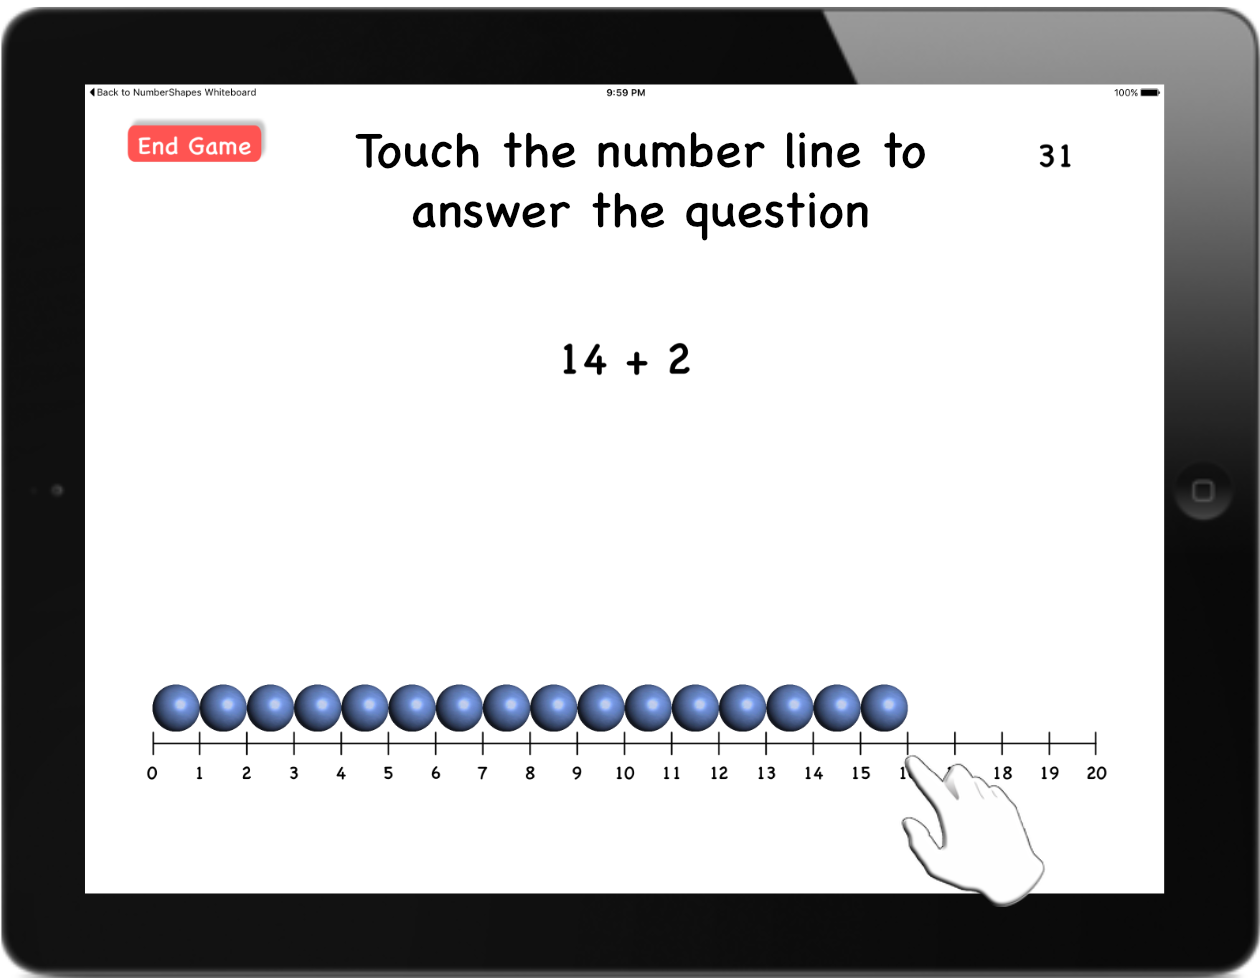 Back to NumberShapes Whiteboard 9:59 PM 100%
End Game
Touch the number line to
answer the question
31
14 + 2
0 1 2 3 4 5 6 7 8 9 10 11 12 13 14 15 18 19 20